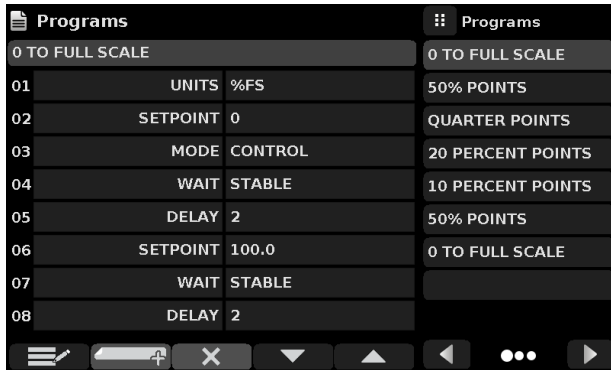 Programs
0 TO FULL SCALE
01 UNITS %FS
02 SETPOINT 0
03 MODE CONTROL
04 WAIT STABLE
05 DELAY 2
06 SETPOINT 100.0
07 WAIT STABLE
08 DELAY 2
Programs
0 TO FULL SCALE
50% POINTS
QUARTER POINTS
20 PERCENT POINTS
10 PERCENT POINTS
50% POINTS
0 TO FULL SCALE